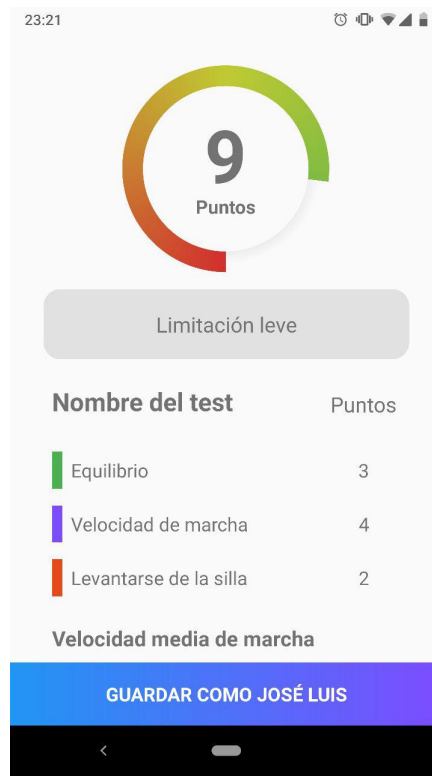 23:21
9
Puntos
Limitación leve
Nombre del test Puntos
Equilibrio 3
Velocidad de marcha 4
Levantarse de la silla 2
Velocidad media de marcha
GUARDAR COMO JOSÉ LUIS